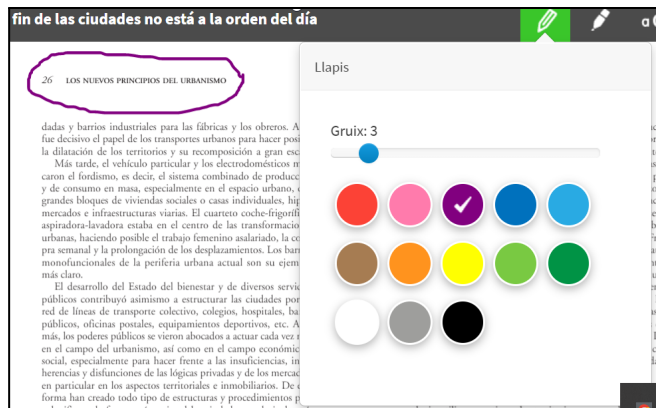 fin de las ciudades no está a la orden del día
a
Llapis
Gruix: 3
26 LOS NUEVOS PRINCIPIOS DEL URBANISMO
dadas y barrios industriales para las fábricas y los obreros. A
fue decisivo el papel de los transportes urbanos para hacer posi
la dilatación de los territorios y su recomposición a gran esc
Más tarde, el vehículo particular y los electrodomésticos m
caron el fordismo, es decir, el sistema combinado de producc
y de consumo en masa, especialmente en el espacio urbano,
grandes bloques de viviendas sociales o casas individuales, hip
mercados e infraestructuras viarias. El cuarteto coche-frigorífi
aspiradora-lavadora estaba en el centro de las transformacio
urbanas, haciendo posible el trabajo femenino asalariado, la co
pra semanal y la prolongación de los desplazamientos. Los barr
monofuncionales de la periferia urbana actual son su ejem
más claro.
El desarrollo del Estado del bienestar y de diversos servic
públicos contribuyó asimismo a estructurar las ciudades por
red de líneas de transporte colectivo, colegios, hospitales, ba
públicos, oficinas postales, equipamientos deportivos, etc. A
más, los poderes públicos se vieron abocados a actuar cada vez
en el campo del urbanismo, así como en el campo económic
social, especialmente para hacer frente a las insuficiencias, in
herencias y disfunciones de las lógicas privadas y de los mercad
en particular en los aspectos territoriales e inmobiliarios. De
forma han creado todo tipo de estructuras y procedimientos p